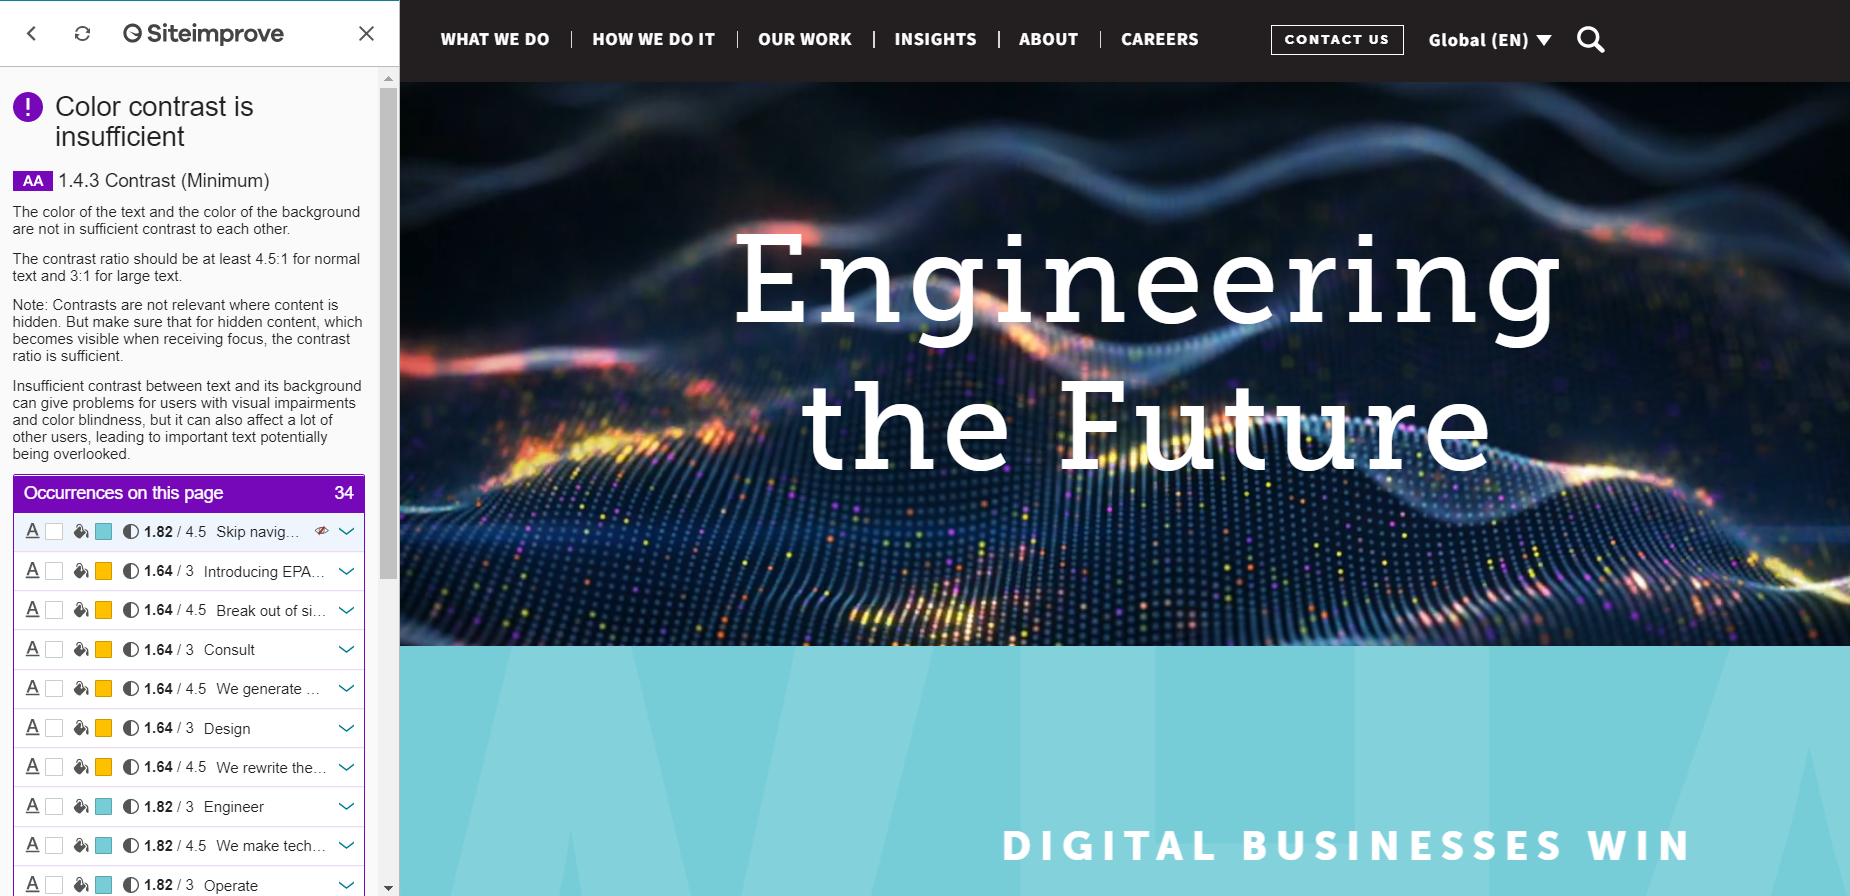 Siteimprove
Color contrast is
insufficient
AA 1.4.3 Contrast (Minimum)
The color of the text and the color of the background
are not in sufficient contrast to each other.
The contrast ratio should be at least 4.5:1 for normal
text and 3:1 for large text.
Note: Contrasts are not relevant where content is
hidden. But make sure that for hidden content, which
becomes visible when receiving focus, the contrast
ratio is sufficient.
Insufficient contrast between text and its background
can give problems for users with visual impairments
and color blindness, but it can also affect a lot of
other users, leading to important text potentially
being overlooked.
Occurrences on this page 34
A 1.82 / 4.5 Skip navig...
A 1.64 / 3 Introducing EPA...
A 1.64 / 4.5 Break out of si...
A 1.64 / 3 Consult
A 1.64 / 4.5 We generate ...
A 1.64 / 3 Design
A 1.64 / 4.5 We rewrite the...
A 1.82 / 3 Engineer
A 1.82 / 4.5 We make tech...
A 1.82 / 3 Operate
WHAT WE DO | HOW WE DO IT | OUR WORK | INSIGHTS | ABOUT | CAREERS
CONTACT US
Global (EN)
Engineering
the Future
DIGITAL BUSINESSES WIN